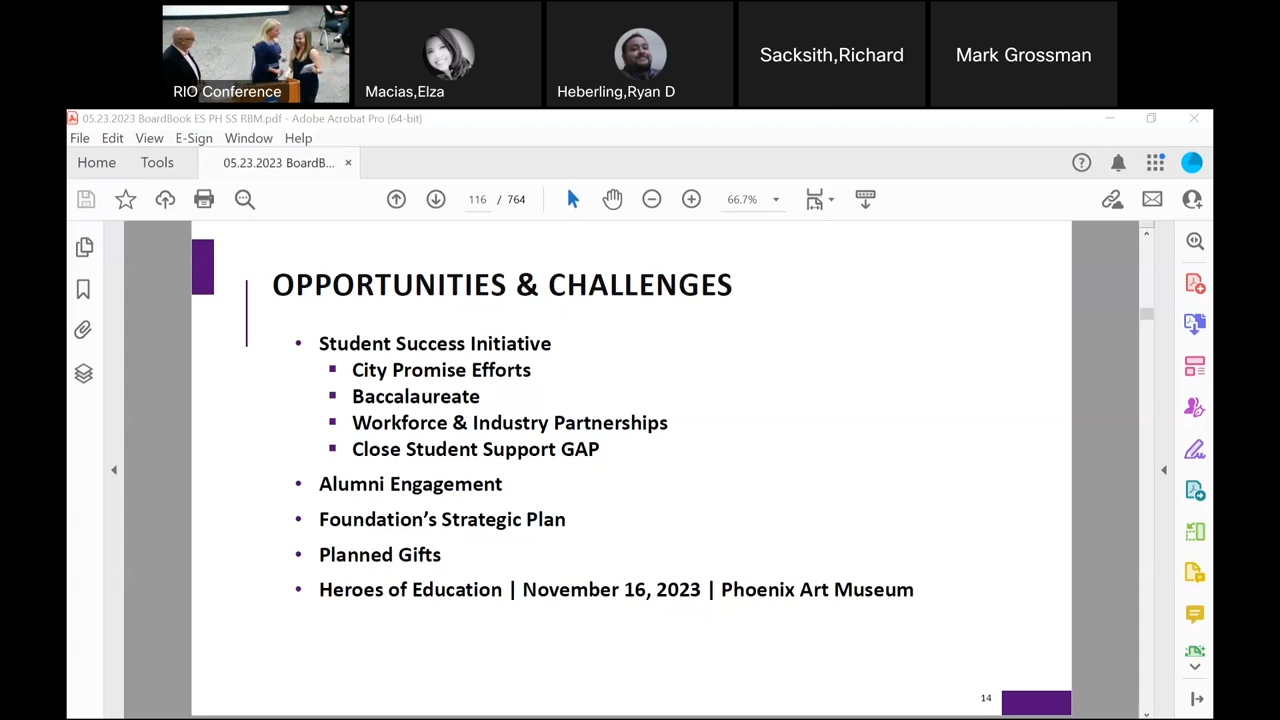 RIO Conference
Macias,Elza
Heberling,Ryan D
Sacksith,Richard
Mark Grossman
05.23.2023 BoardBook ES PH SS RBM.pdf - Adobe Acrobat Pro (64-bit)
File Edit View E-Sign Window Help
Home Tools 05.23.2023 BoardB... ×
116 / 764 66.7%
OPPORTUNITIES & CHALLENGES
• Student Success Initiative
▪ City Promise Efforts
▪ Baccalaureate
▪ Workforce & Industry Partnerships
▪ Close Student Support GAP
• Alumni Engagement
• Foundation’s Strategic Plan
• Planned Gifts
• Heroes of Education | November 16, 2023 | Phoenix Art Museum
14